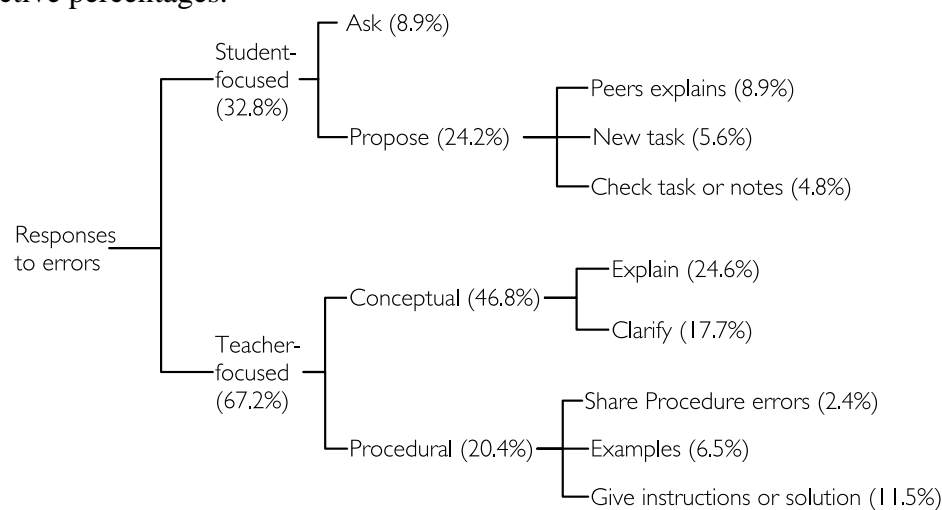 ctive percentages.
Ask (8.9%)
Student-
focused
(32.8%)
Peers explains (8.9%)
Propose (24.2%)
New task (5.6%)
Check task or notes (4.8%)
Responses
to errors
Explain (24.6%)
Conceptual (46.8%)
Clarify (17.7%)
Teacher-
focused
(67.2%)
Share Procedure errors (2.4%)
Procedural (20.4%)
Examples (6.5%)
Give instructions or solution (11.5%)